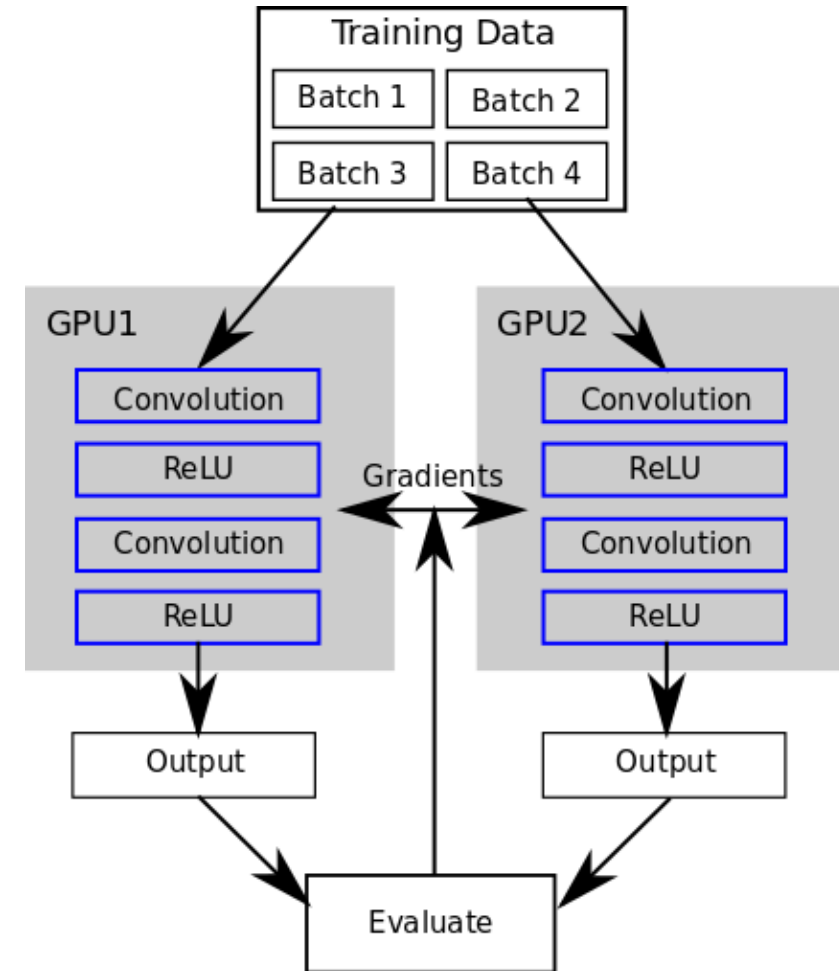 Training Data
Batch 1
Batch 2
Batch 3
Batch 4
GPU1
Convolution
ReLU
Convolution
ReLU
Gradients
GPU2
Convolution
ReLU
Convolution
ReLU
Output
Output
Evaluate